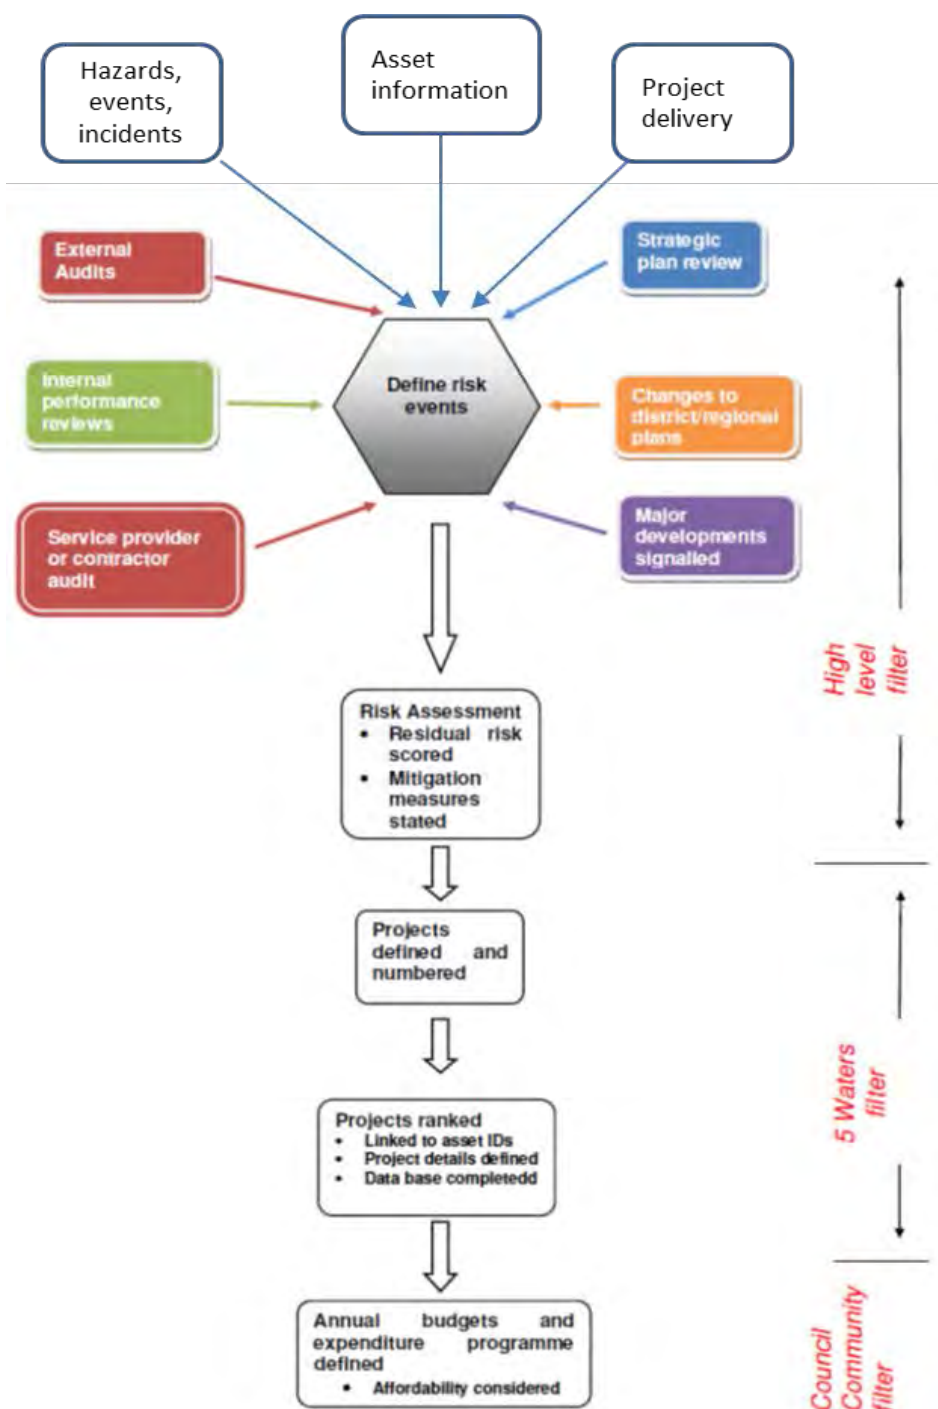 Hazards,
events,
incidents
Asset
information
Project
delivery
External
Audits
Strategic
plan review
Internal
performance
reviews
Define risk
events
Changes to
district/regional
plans
Service provider
or contractor
audit
Major
developments
signalled
High
level
filter
Risk Assessment
• Residual risk
scored
• Mitigation
measures
stated
Projects
defined and
numbered
5 Waters
filter
Projects ranked
• Linked to asset IDs
• Project details defined
• Data base completedd
Annual budgets and
expenditure programme
defined
• Affordability considered
Council
Community
filter